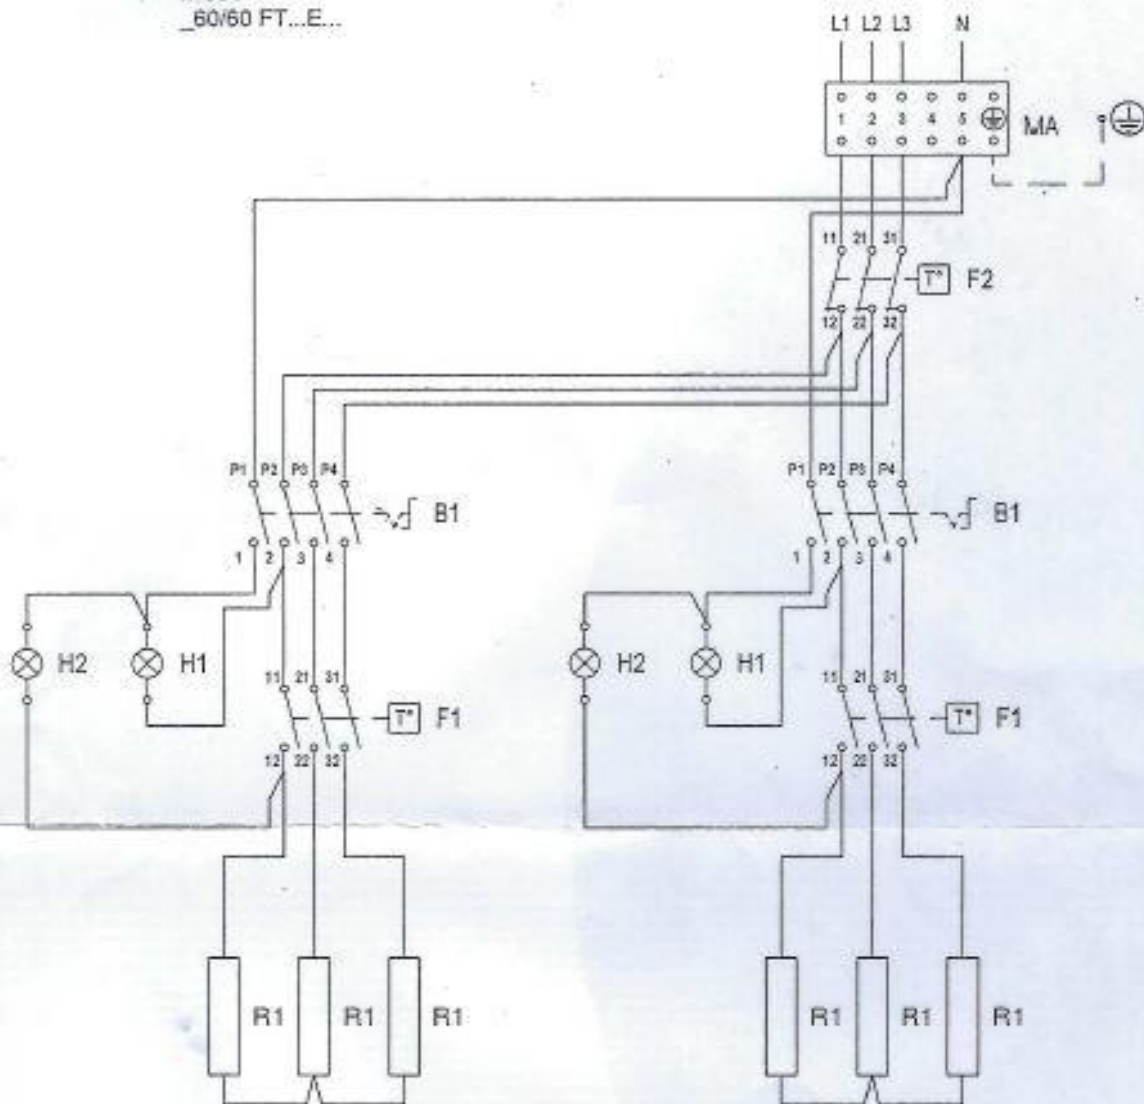 _60/60 FT...E...
L1 L2 L3 N
1 2 3 4 5 MA
11 21 31
T° F2
12 22 32
P1 P2 P3 P4 P1 P2 P3 P4
B1 B1
1 2 3 4 1 2 3 4
H2 H1 H2 H1
11 21 31 11 21 31
T° F1 T° F1
12 22 32 12 22 32
R1 R1 R1 R1 R1 R1